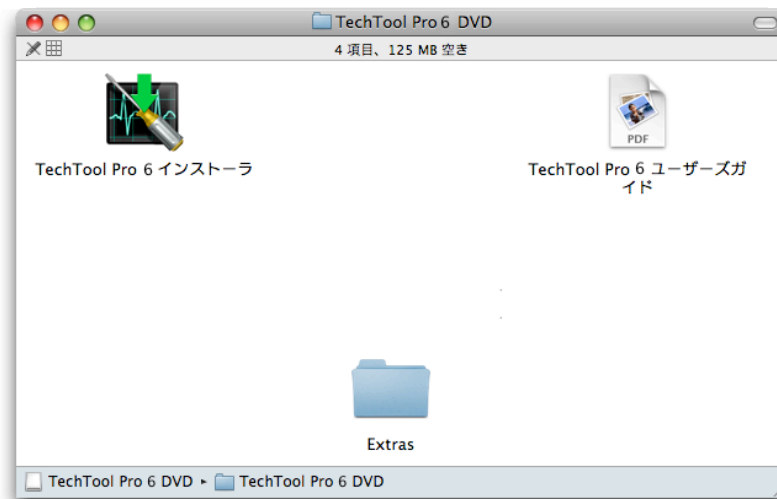 TechTool Pro 6 DVD
4 項目、125 MB 空き
TechTool Pro 6 インストーラ
TechTool Pro 6 ユーザーズガ
イド
PDF
Extras
TechTool Pro 6 DVD ▸ TechTool Pro 6 DVD